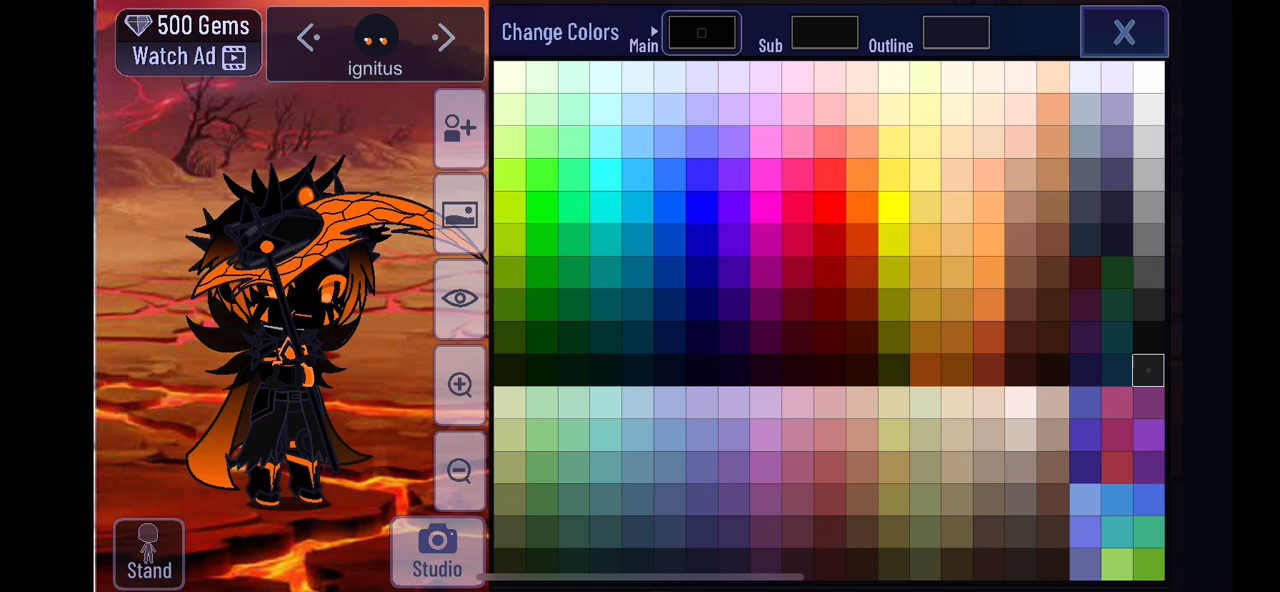 500 Gems
Watch Ad
ignitus
Change Colors
Main
Sub
Outline
X
Stand
Studio